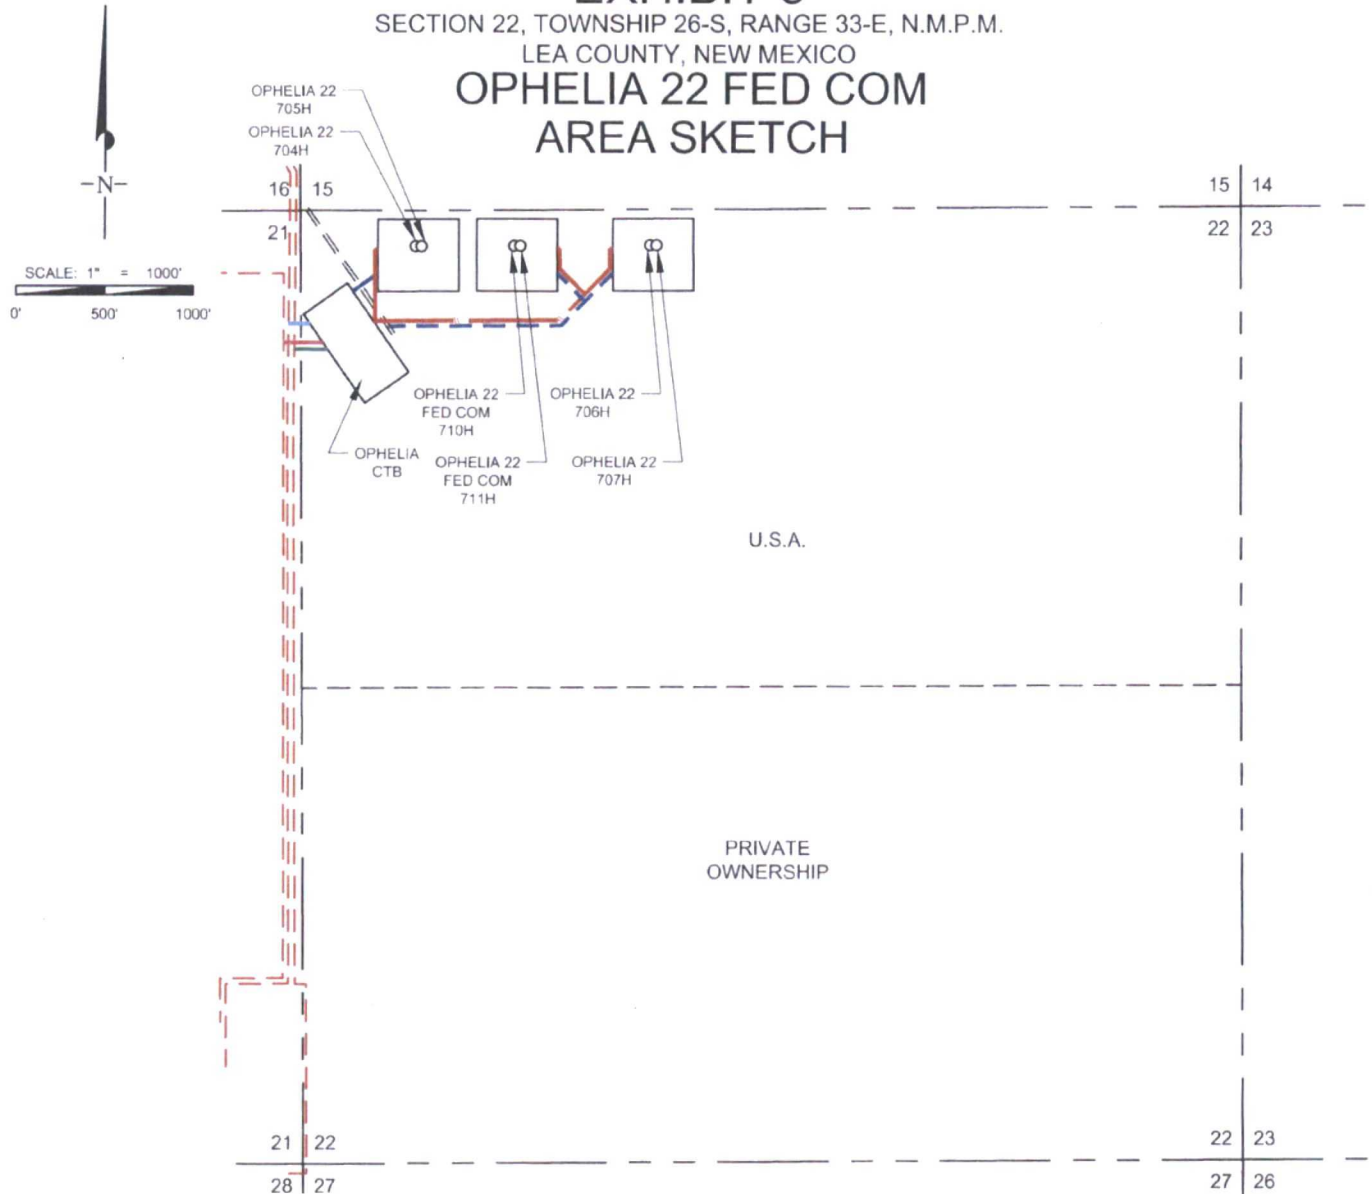 SECTION 22, TOWNSHIP 26-S, RANGE 33-E, N.M.P.M.
LEA COUNTY, NEW MEXICO
OPHELIA 22 FED COM
AREA SKETCH
OPHELIA 22
705H
OPHELIA 22
704H
-N-
SCALE: 1" = 1000'
0' 500' 1000'
16 15
21
15 14
22 23
OPHELIA 22
FED COM
710H
OPHELIA 22
706H
OPHELIA
CTB
OPHELIA 22
FED COM
711H
OPHELIA 22
707H
U.S.A.
PRIVATE
OWNERSHIP
21 22
28 27
22 23
27 26